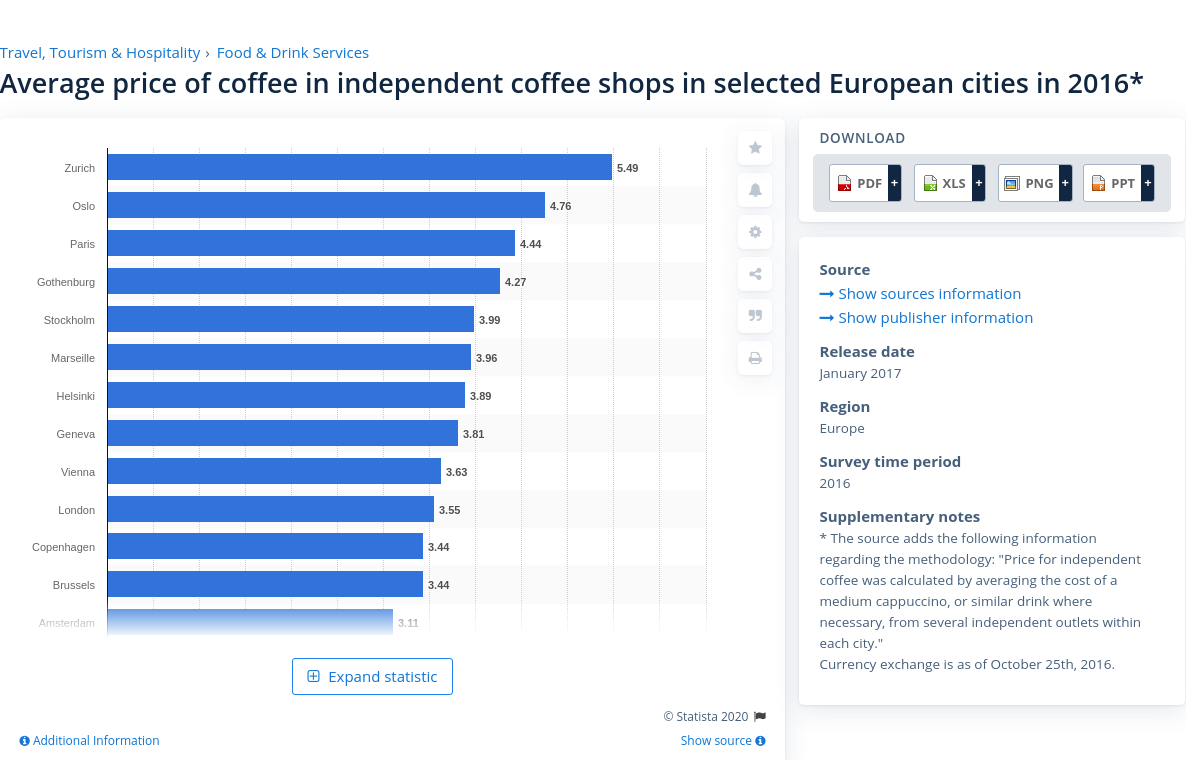 Travel, Tourism & Hospitality › Food & Drink Services
Average price of coffee in independent coffee shops in selected European cities in 2016*
Zurich 5.49
Oslo 4.76
Paris 4.44
Gothenburg 4.27
Stockholm 3.99
Marseille 3.96
Helsinki 3.89
Geneva 3.81
Vienna 3.63
London 3.55
Copenhagen 3.44
Brussels 3.44
Amsterdam 3.11
Expand statistic
© Statista 2020
Additional Information
Show source
DOWNLOAD
PDF + XLS + PNG + PPT +
Source
Show sources information
Show publisher information
Release date
January 2017
Region
Europe
Survey time period
2016
Supplementary notes
* The source adds the following information
regarding the methodology: "Price for independent
coffee was calculated by averaging the cost of a
medium cappuccino, or similar drink where
necessary, from several independent outlets within
each city."
Currency exchange is as of October 25th, 2016.